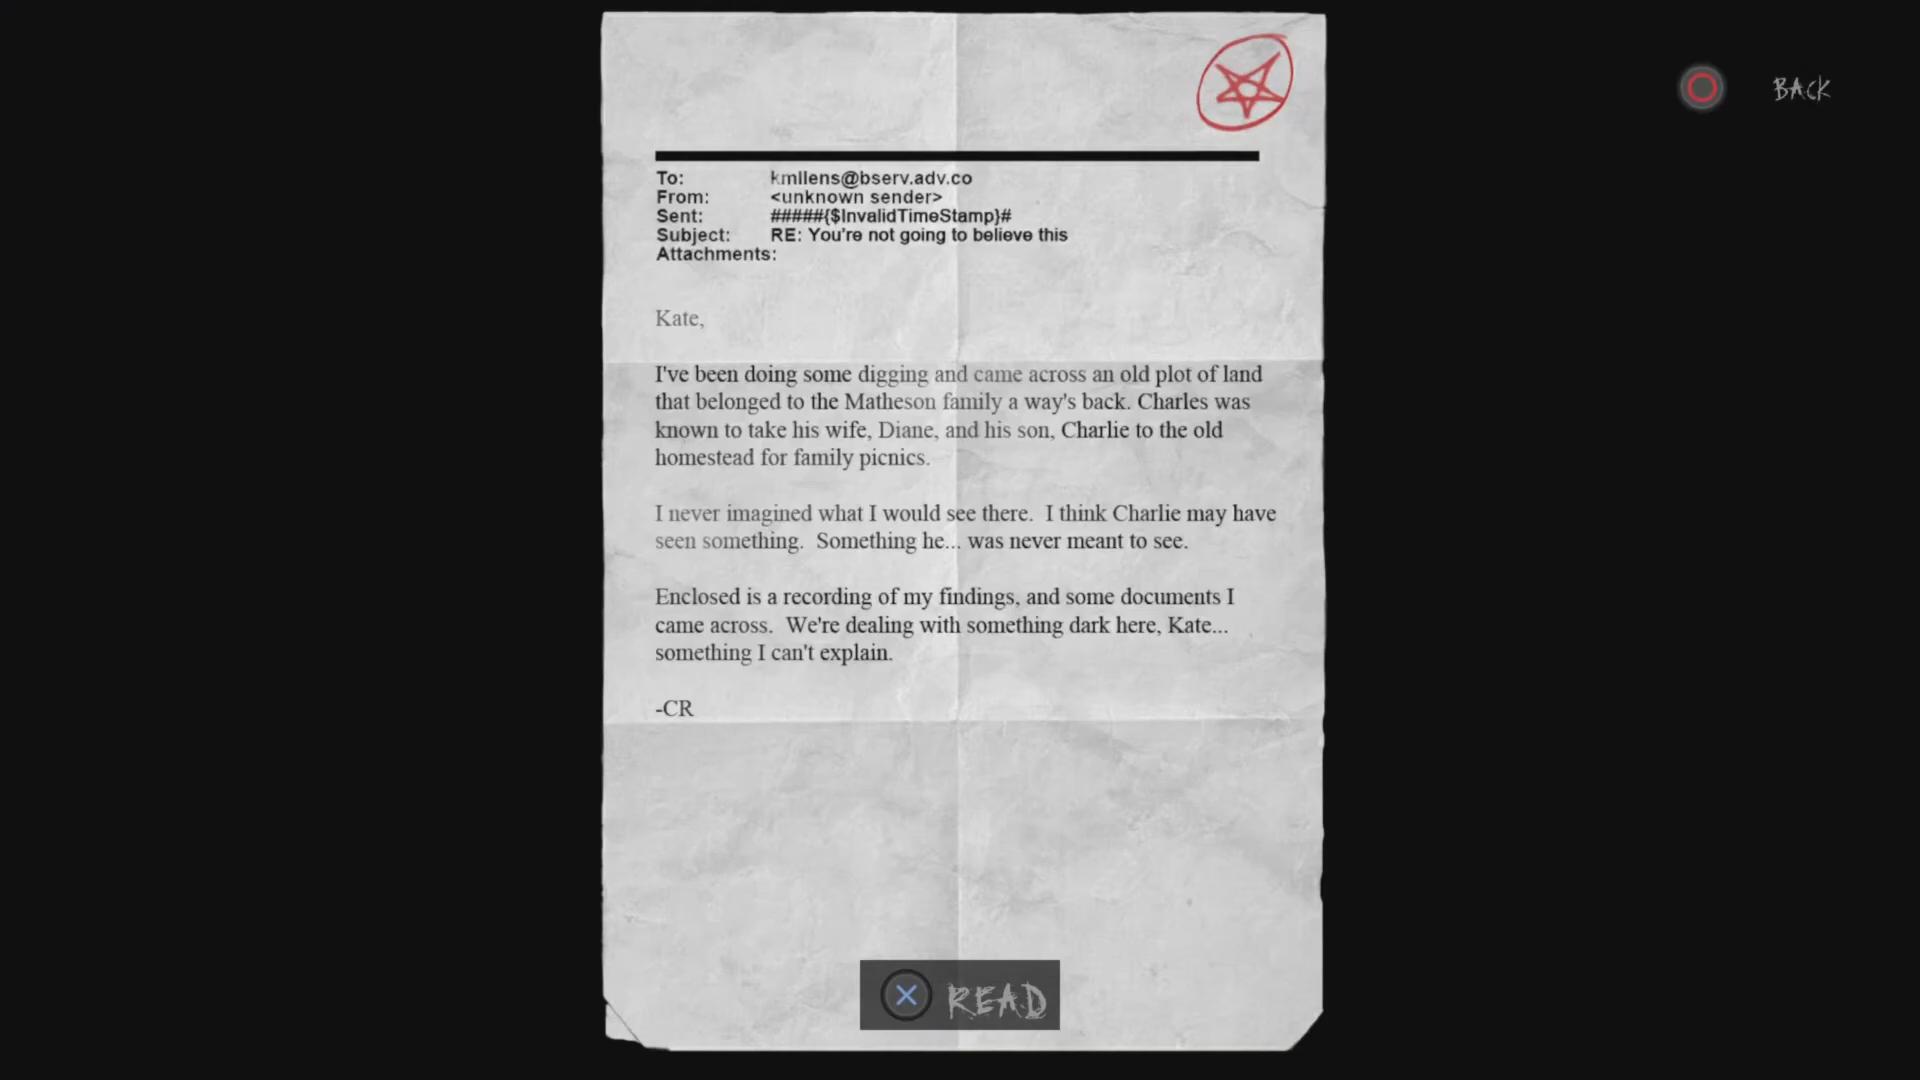 BACK
To: kmllens@bserv.adv.co
From: <unknown sender>
Sent: #####{$InvalidTimeStamp}#
Subject: RE: You're not going to believe this
Attachments:
Kate,
I've been doing some digging and came across an old plot of land
that belonged to the Matheson family a way's back. Charles was
known to take his wife, Diane, and his son, Charlie to the old
homestead for family picnics.
I never imagined what I would see there.  I think Charlie may have
seen something.  Something he... was never meant to see.
Enclosed is a recording of my findings, and some documents I
came across.  We're dealing with something dark here, Kate...
something I can't explain.
-CR
READ